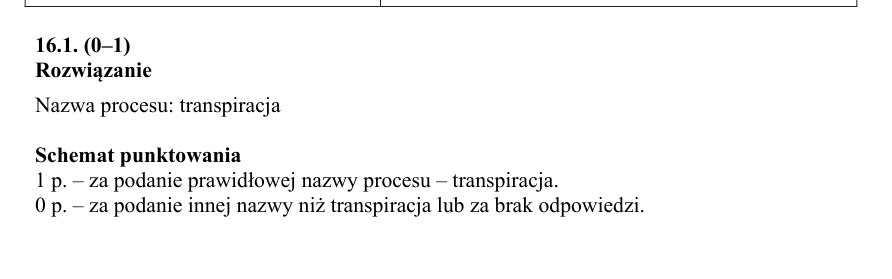 16.1. (0–1)
Rozwiązanie
Nazwa procesu: transpiracja
Schemat punktowania
1 p. – za podanie prawidłowej nazwy procesu – transpiracja.
0 p. – za podanie innej nazwy niż transpiracja lub za brak odpowiedzi.